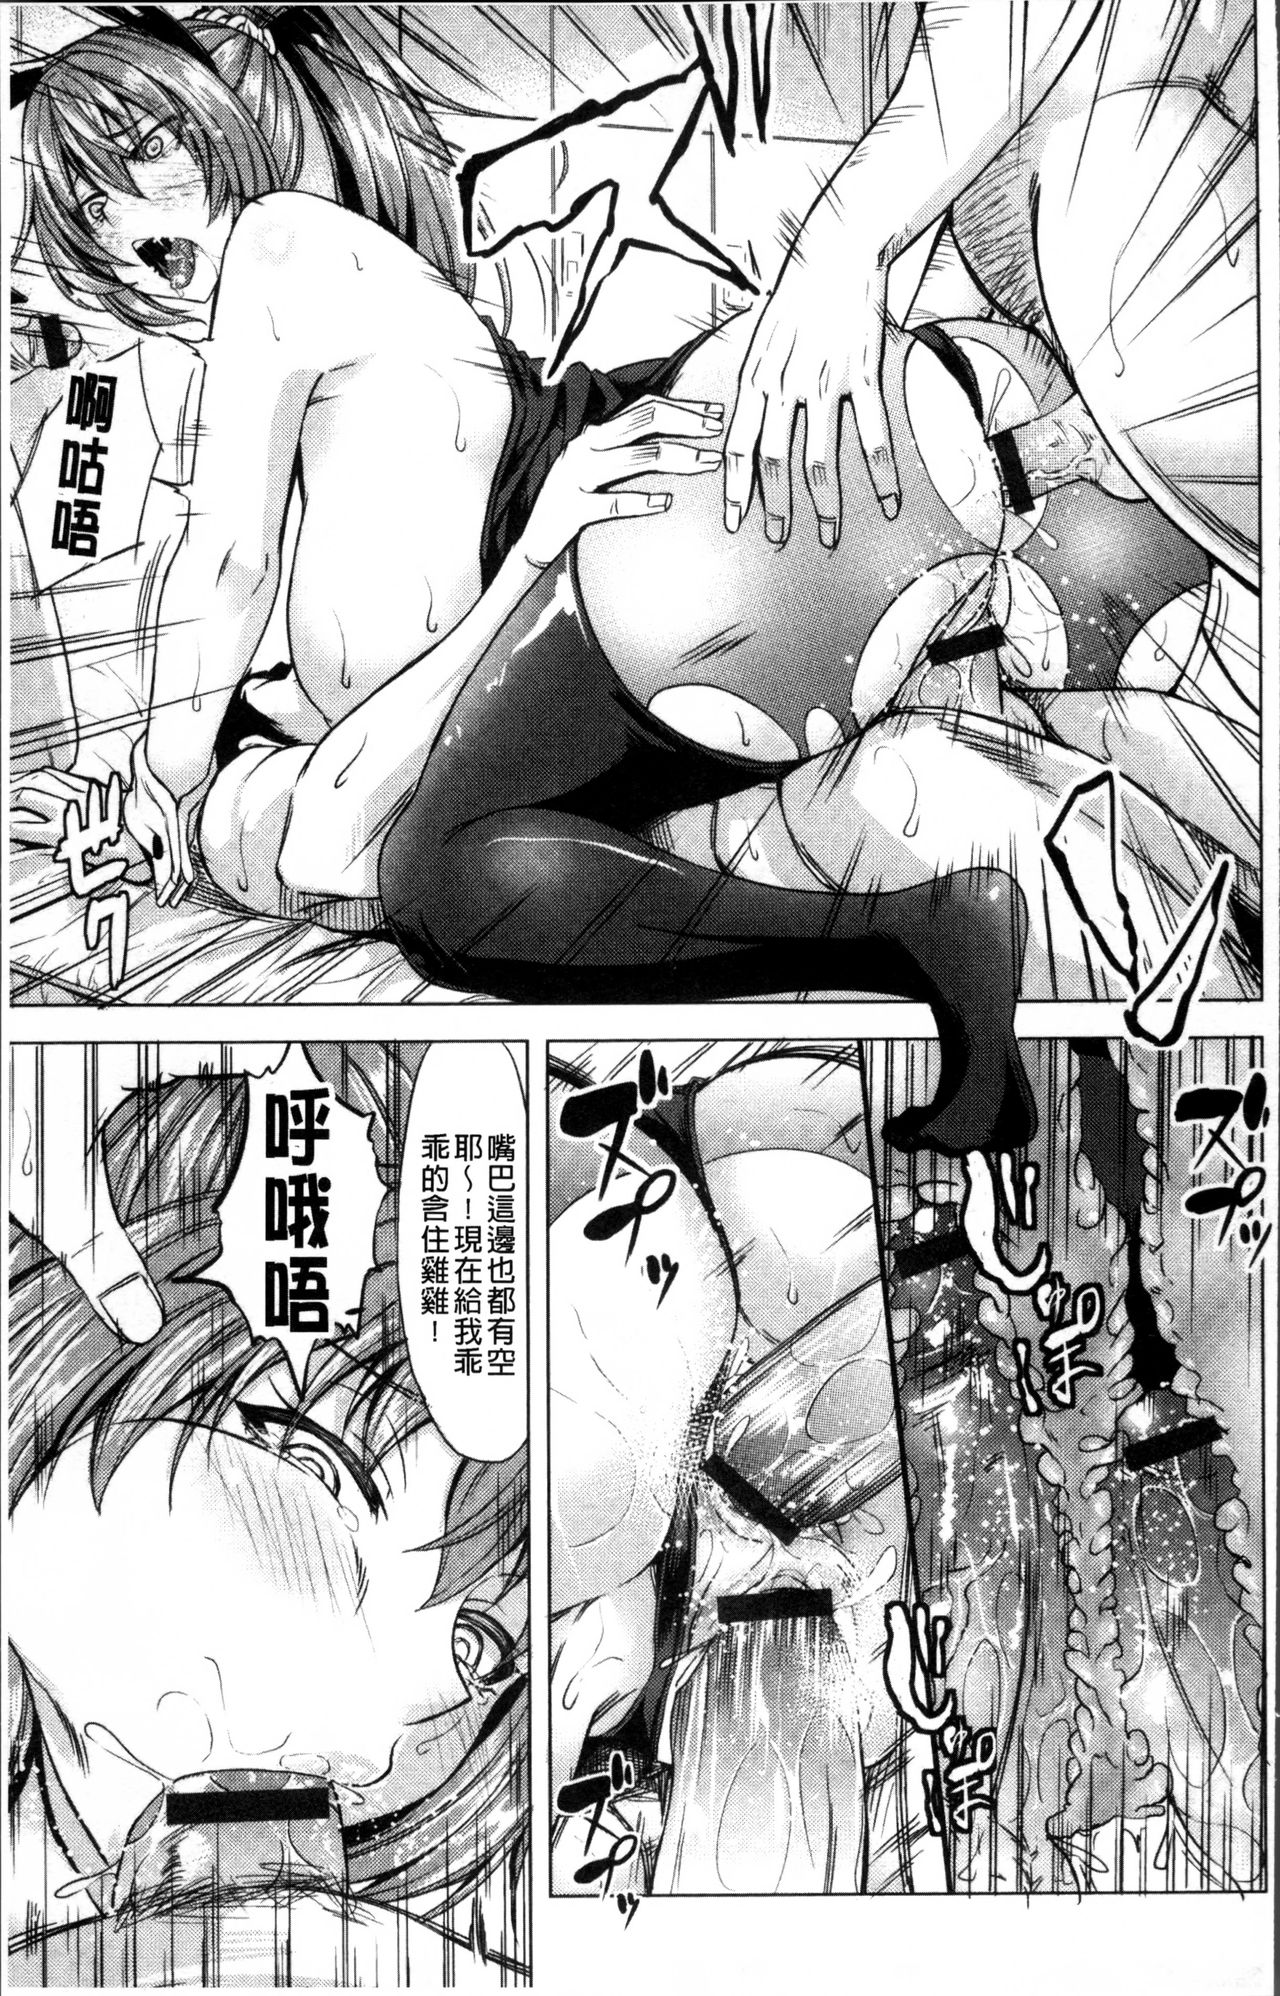 啊咕唔
嘴巴這邊也都有空
耶～！現在給我乖
乖的含住雞雞！
呼哦唔
ビクッ
ズプッ
じゅぽ
ズプッ
じゅぽ
ズプッ